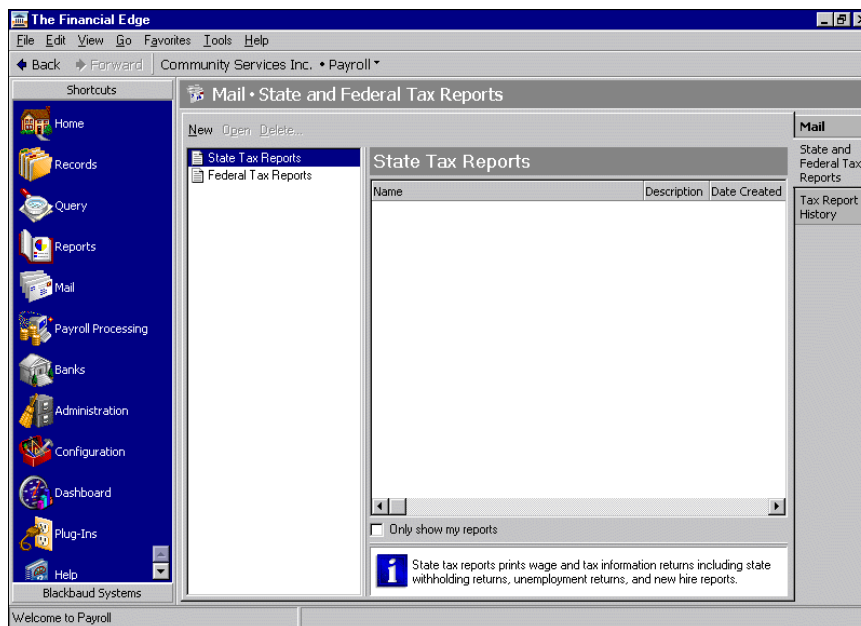 The Financial Edge
File Edit View Go Favorites Tools Help
Back Forward Community Services Inc. • Payroll
Shortcuts
Home
Records
Query
Reports
Mail
Payroll Processing
Banks
Administration
Configuration
Dashboard
Plug-Ins
Help
Blackbaud Systems
Mail • State and Federal Tax Reports
New Open Delete...
State Tax Reports
Federal Tax Reports
State Tax Reports
Name Description Date Created
Only show my reports
State tax reports prints wage and tax information returns including state
withholding returns, unemployment returns, and new hire reports.
Mail
State and
Federal Tax
Reports
Tax Report
History
Welcome to Payroll